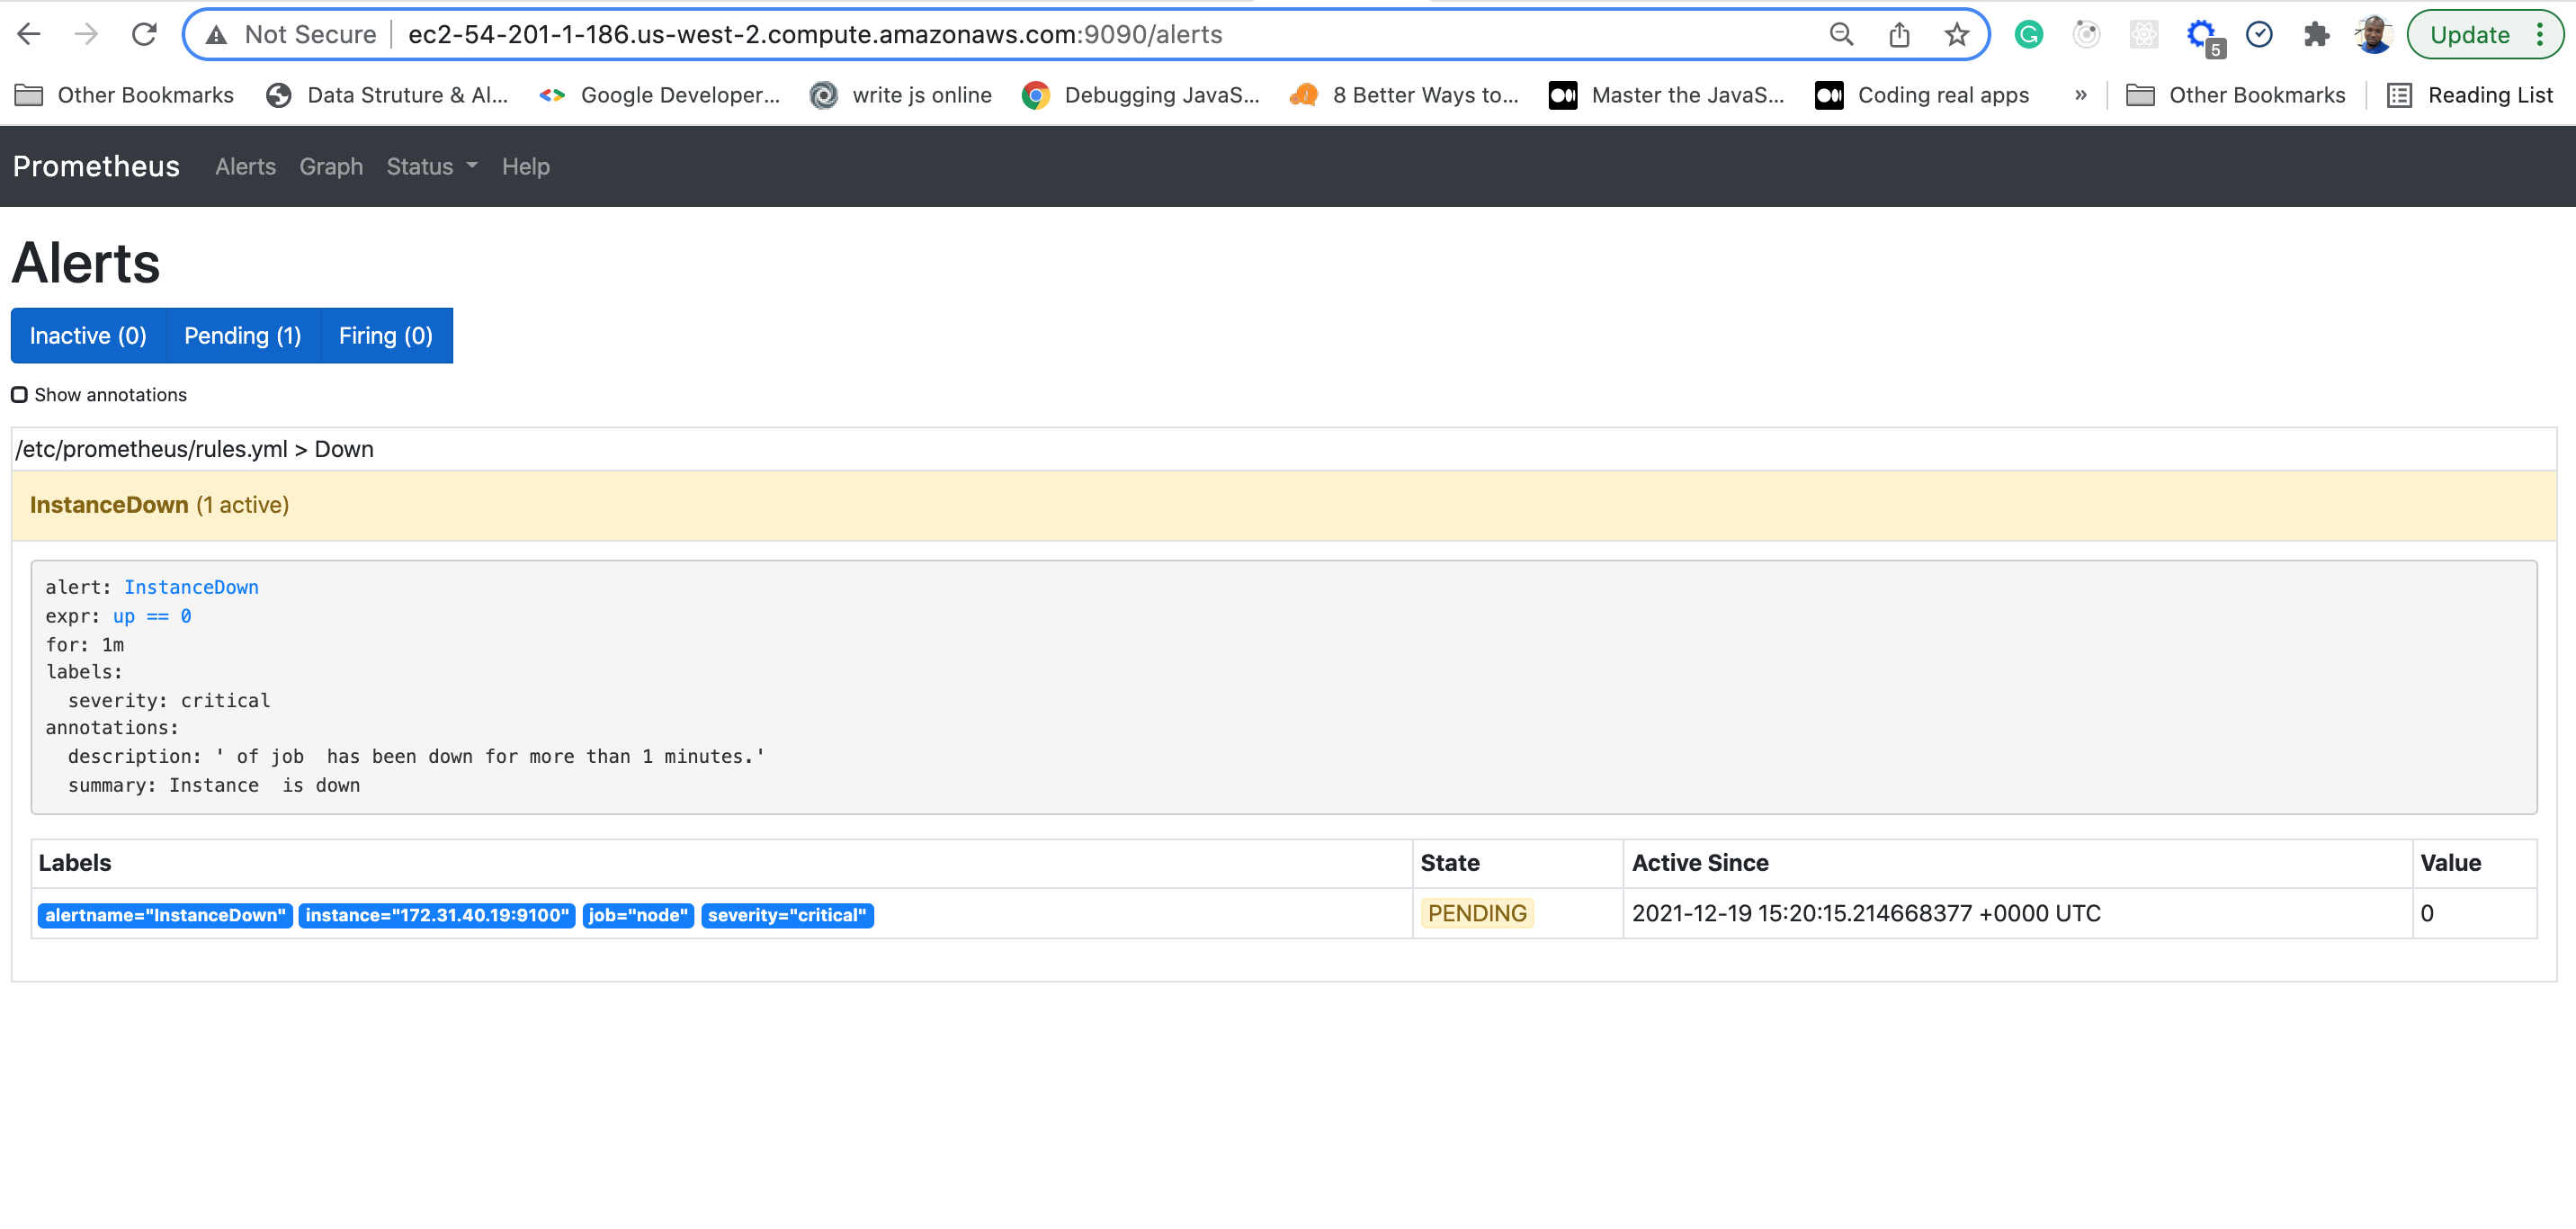 Not Secure ec2-54-201-1-186.us-west-2.compute.amazonaws.com:9090/alerts 5 Update
Other Bookmarks Data Struture & Al... Google Developer... write js online Debugging JavaS... 8 Better Ways to... Master the JavaS... Coding real apps » Other Bookmarks Reading List
Prometheus Alerts Graph Status Help
Alerts
Inactive (0) Pending (1) Firing (0)
Show annotations
/etc/prometheus/rules.yml > Down
InstanceDown (1 active)
alert: InstanceDown
expr: up == 0
for: 1m
labels:
  severity: critical
annotations:
  description: ' of job  has been down for more than 1 minutes.'
  summary: Instance  is down
Labels State Active Since Value
alertname="InstanceDown" instance="172.31.40.19:9100" job="node" severity="critical" PENDING 2021-12-19 15:20:15.214668377 +0000 UTC 0